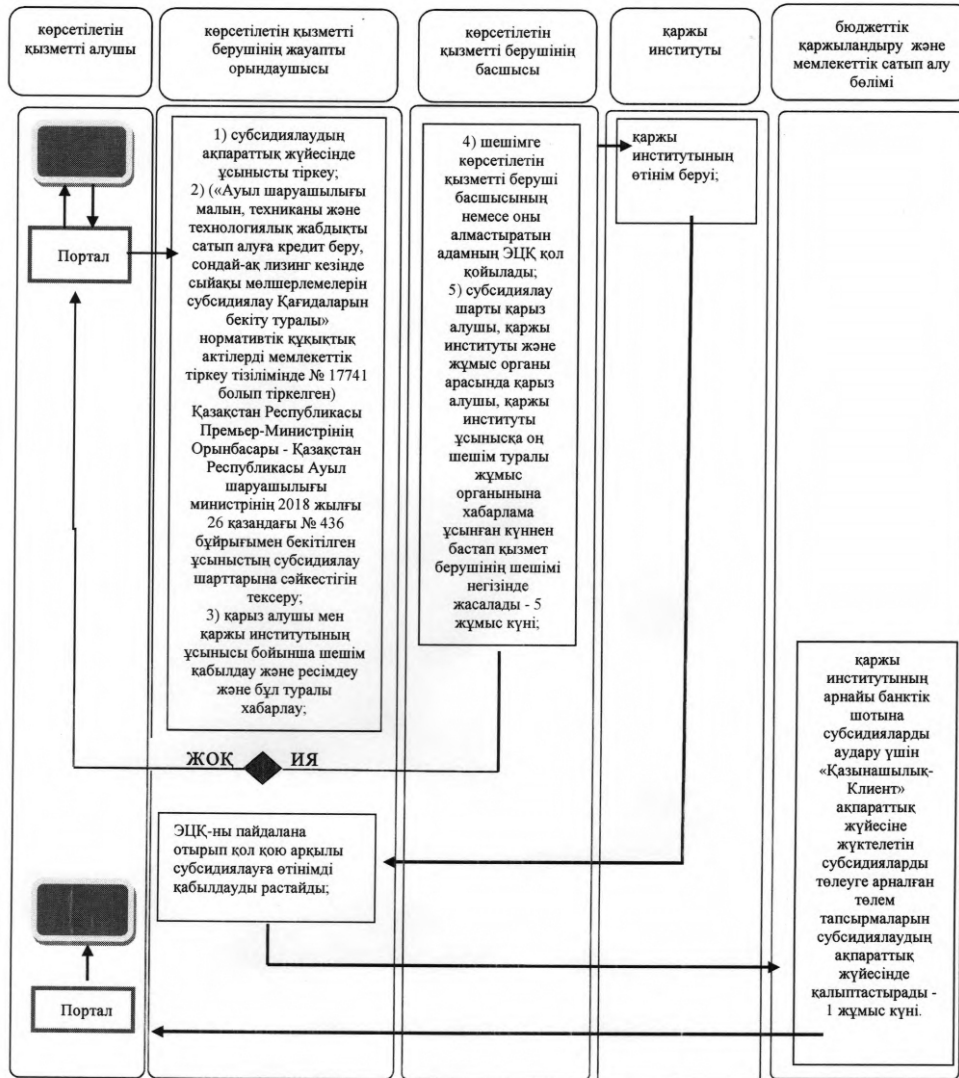 көрсетілетін
қызметті алушы
көрсетілетін қызметті
берушінің жауапты
орындаушысы
көрсетілетін
қызметті берушінің
басшысы
қаржы
институты
бюджеттік
қаржыландыру және
мемлекеттік сатып алу
бөлімі
Портал
1) субсидиялаудың
ақпараттық жүйесінде
ұсынысты тіркеу;
2) («Ауыл шаруашылығы
малын, техниканы және
технологиялық жабдықты
сатып алуға кредит беру,
сондай-ақ лизинг кезінде
сыйақы мөлшерлемелерін
субсидиялау Қағидаларын
бекіту туралы»
нормативтік құқықтық
актілерді мемлекеттік
тіркеу тізілімінде № 17741
болып тіркелген)
Қазақстан Республикасы
Премьер-Министрінің
Орынбасары - Қазақстан
Республикасы Ауыл
шаруашылығы
министрінің 2018 жылғы
26 қазандағы № 436
бұйрығымен бекітілген
ұсыныстың субсидиялау
шарттарына сәйкестігін
тексеру;
3) қарыз алушы мен
қаржы институтының
ұсынысы бойынша шешім
қабылдау және ресімдеу
және бұл туралы
хабарлау;
4) шешімге
көрсетілетін
қызметті беруші
басшысының
немесе оны
алмастыратын
адамның ЭЦҚ қол
қойылады;
5) субсидиялау
шарты қарыз
алушы, қаржы
институты және
жұмыс органы
арасында қарыз
алушы, қаржы
институты
ұсынысқа оң
шешім туралы
жұмыс
органынына
хабарлама
ұсынған күннен
бастап қызмет
берушінің шешімі
негізінде
жасалады - 5
жұмыс күні;
қаржы
институтының
өтінім беруі;
ЖОҚ
ИЯ
ЭЦҚ-ны пайдалана
отырып қол қою арқылы
субсидиялауға өтінімді
қабылдауды растайды;
қаржы
институтының
арнайы банктік
шотына
субсидияларды
аудару үшін
«Қазынашылық-
Клиент»
ақпараттық
жүйесіне
жүктелетін
субсидияларды
төлеуге арналған
төлем
тапсырмаларын
субсидиялаудың
ақпараттық
жүйесінде
қалыптастырады -
1 жұмыс күні.
Портал